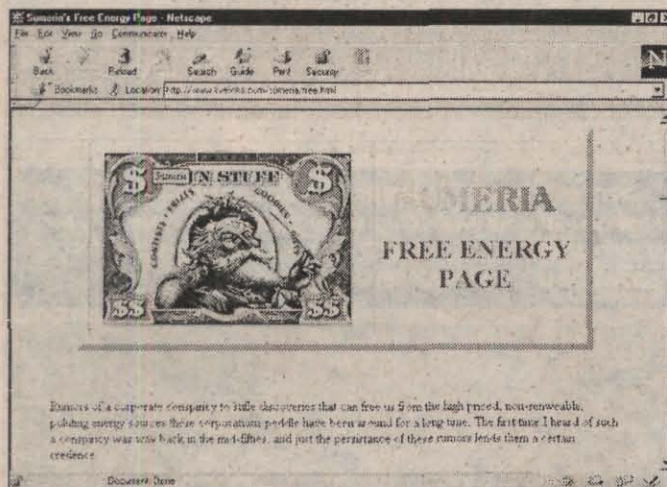 Sumeria's Free Energy Page - Netscape
File Edit View Go Communicator Help
Back Reload Search Guide Print Security
Bookmarks Location:
$ Sumeria IN STUFF $
GOODIES
$$ $$
SUMERIA
FREE ENERGY
PAGE
Rumors of a corporate conspiracy to stifle discoveries that can free us from the high priced, non-renweable,
polluting energy sources these corporations peddle have been around for a long time. The first time I heard of such
a conspiracy was way back in the mid-fifties, and just the persistance of these rumors lends them a certain
credence
Document: Done